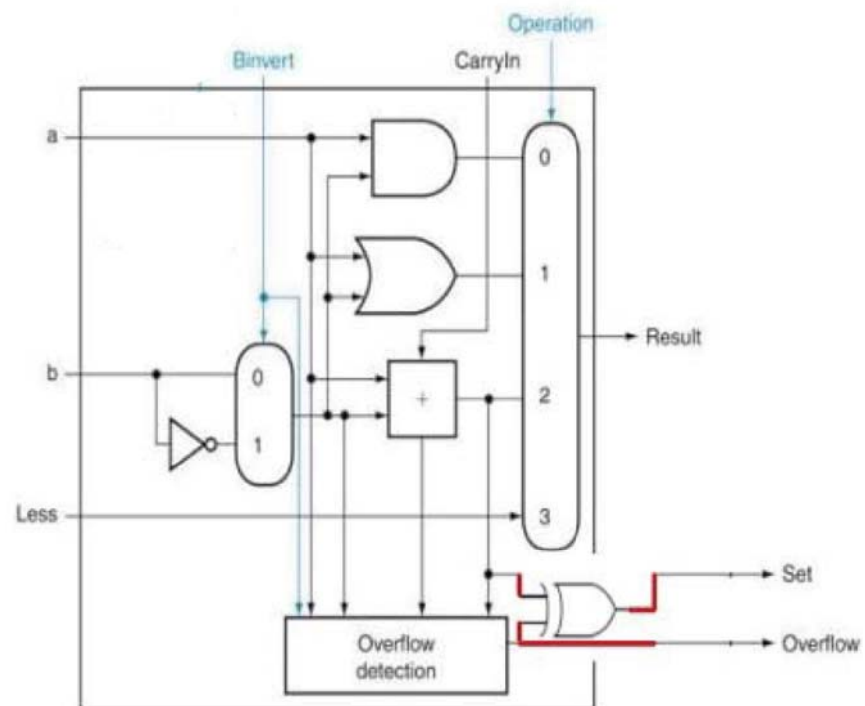 Operation
Binvert
CarryIn
a
0
1
Result
b
0
+
2
1
Less
3
Set
Overflow
detection
Overflow